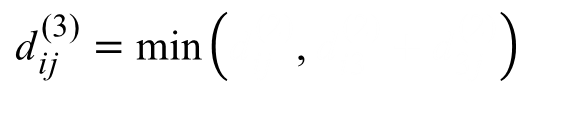 d_{ij}^{(3)} = min( , )